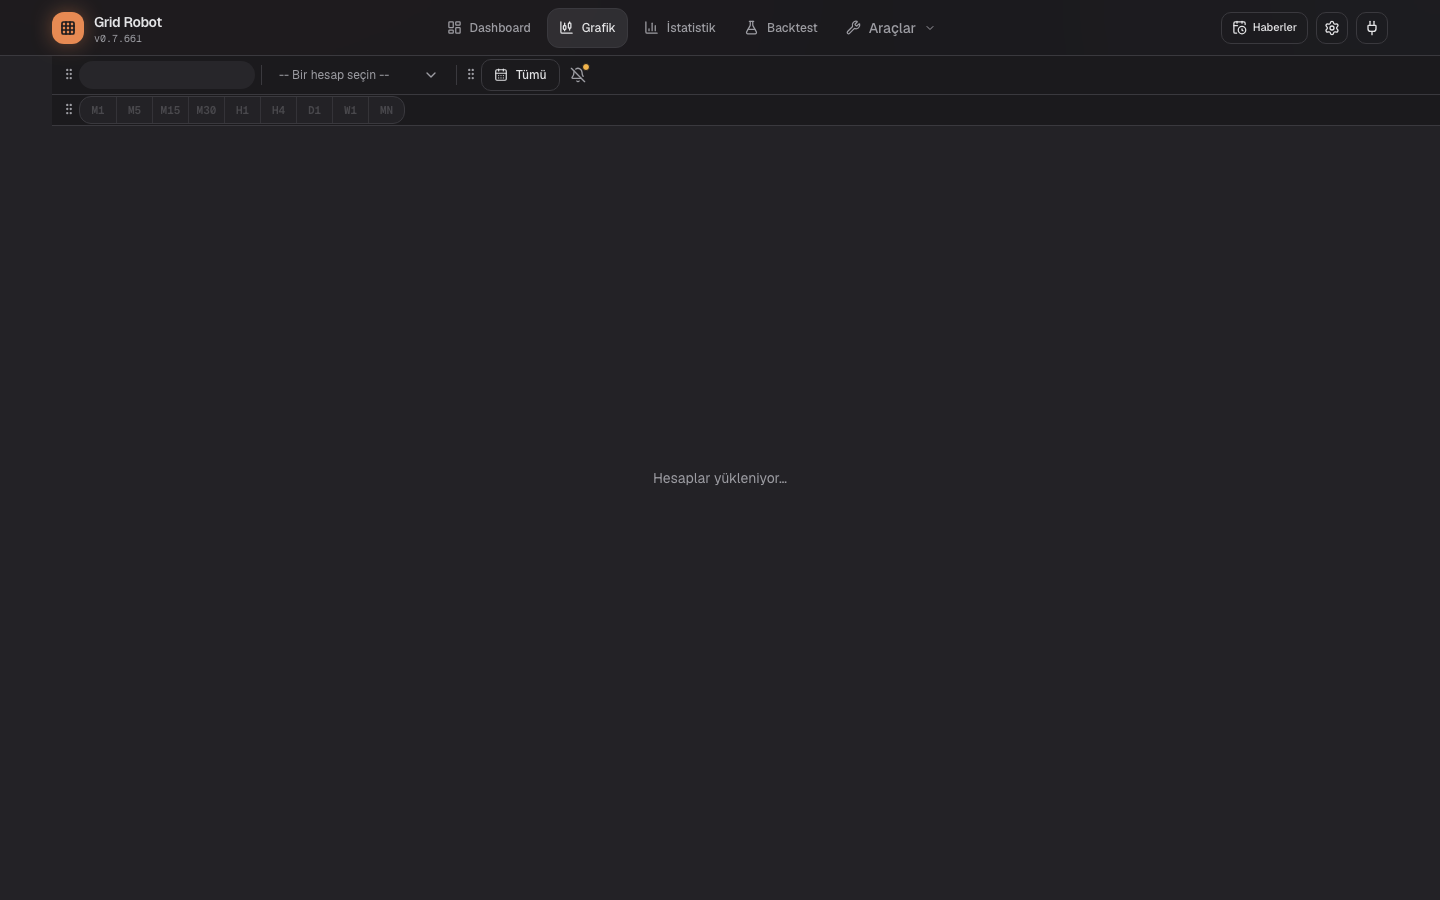 Grid Robot
v0.7.661
Dashboard
Grafik
İstatistik
Backtest
Araçlar
Haberler
-- Bir hesap seçin --
Tümü
M1 M5 M15 M30 H1 H4 D1 W1 MN
Hesaplar yükleniyor…